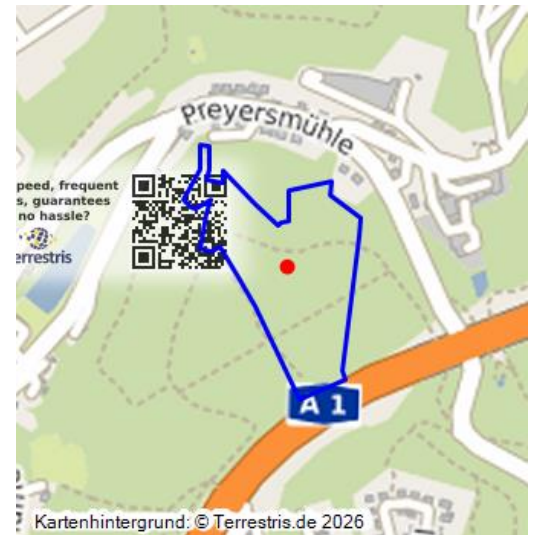 Preyersmühle
peed, frequent
s, guarantees
no hassle?
errestris
A 1
Kartenhintergrund: © Terrestris.de 2026